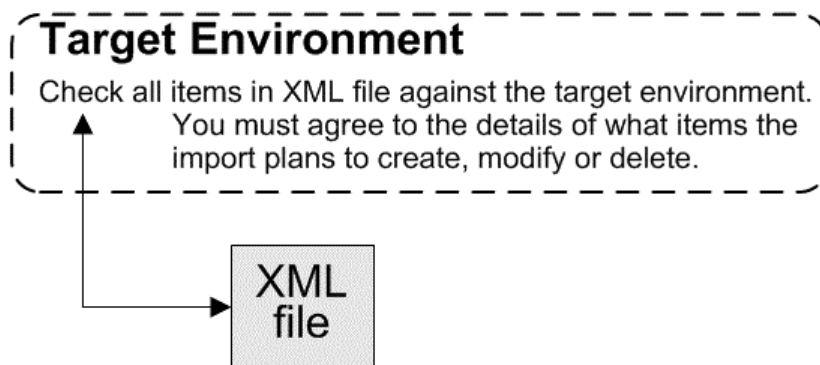 Target Environment
Check all items in XML file against the target environment.
You must agree to the details of what items the
import plans to create, modify or delete.
XML
file